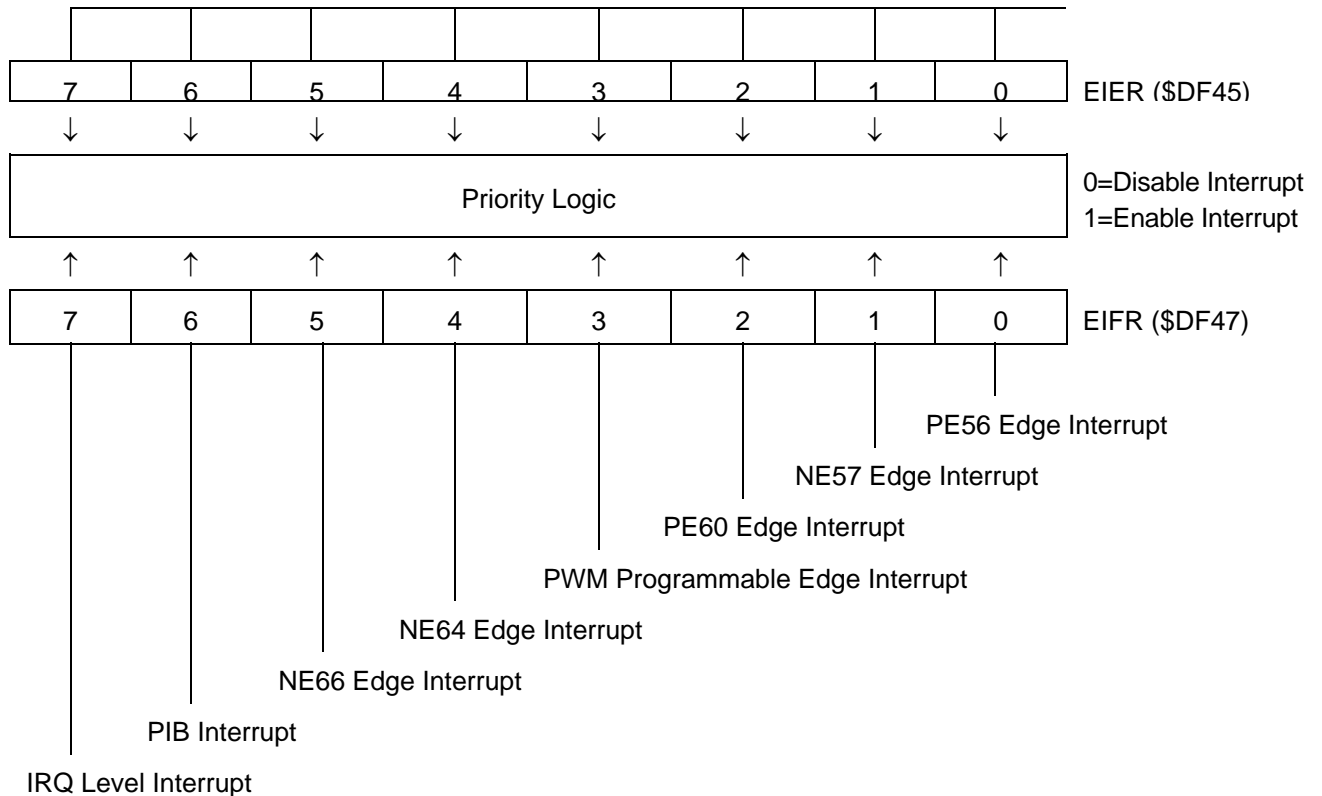 7 6 5 4 3 2 1 0 EIER ($DF45)
↓ ↓ ↓ ↓ ↓ ↓ ↓ ↓
Priority Logic
0=Disable Interrupt
1=Enable Interrupt
↑ ↑ ↑ ↑ ↑ ↑ ↑ ↑
7 6 5 4 3 2 1 0 EIFR ($DF47)
PE56 Edge Interrupt
NE57 Edge Interrupt
PE60 Edge Interrupt
PWM Programmable Edge Interrupt
NE64 Edge Interrupt
NE66 Edge Interrupt
PIB Interrupt
IRQ Level Interrupt